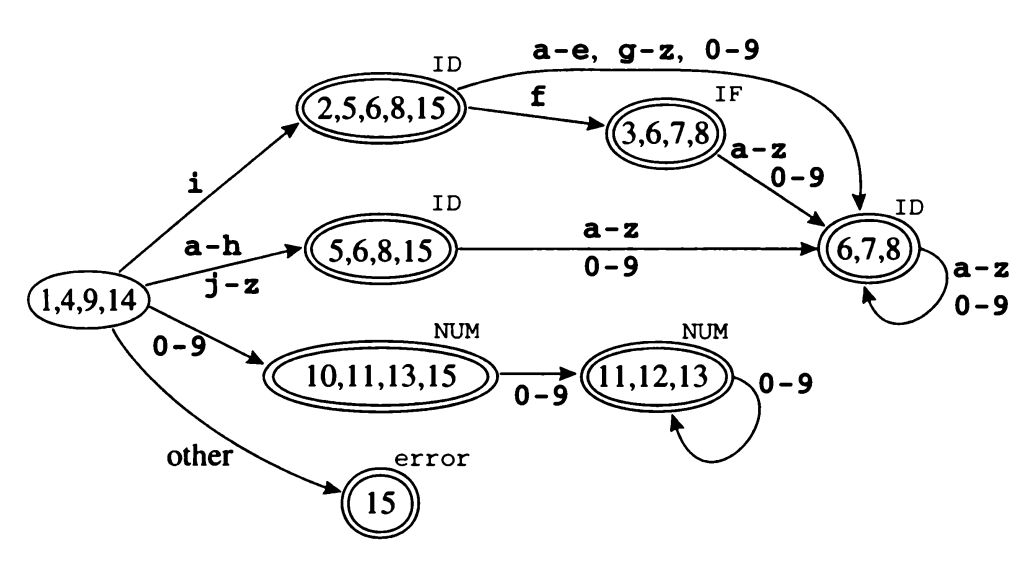 a-e, g-z, 0-9
ID
2,5,6,8,15
f
IF
3,6,7,8
a-z
0-9
i
ID
5,6,8,15
a-z
0-9
ID
6,7,8
a-z
0-9
a-h
j-z
1,4,9,14
0-9
NUM
10,11,13,15
0-9
NUM
11,12,13
0-9
other
error
15